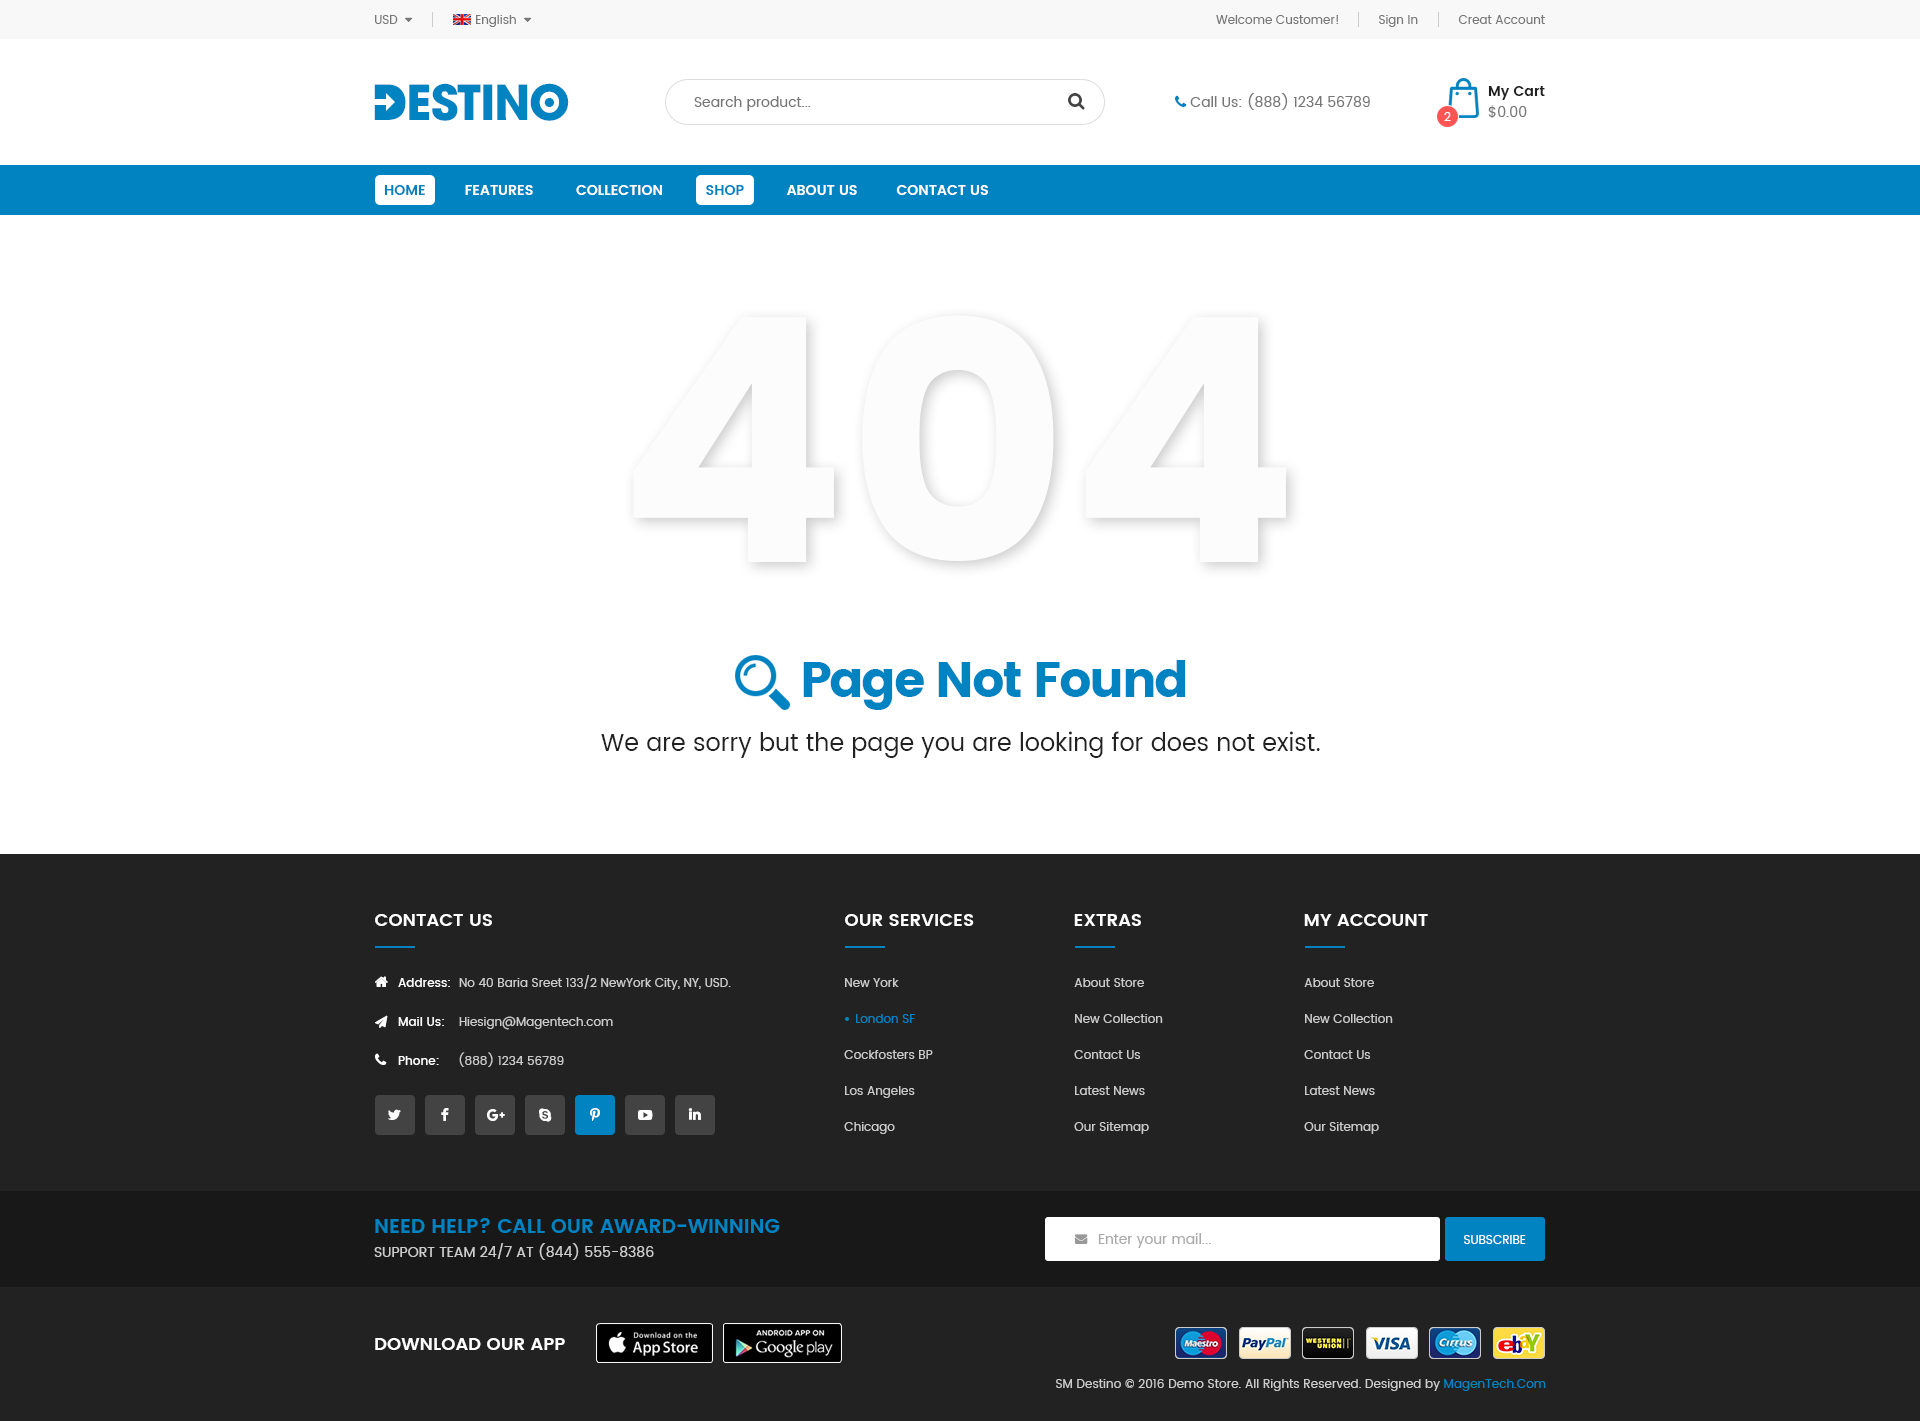 USD English Welcome Customer! Sign In Creat Account
DESTINO
Search product...
Call Us: (888) 1234 56789
My Cart
$0.00
2
HOME FEATURES COLLECTION SHOP ABOUT US CONTACT US
404
Page Not Found
We are sorry but the page you are looking for does not exist.
CONTACT US
Address: No 40 Baria Sreet 133/2 NewYork City, NY, USD.
Mail Us: Hiesign@Magentech.com
Phone: (888) 1234 56789
OUR SERVICES
New York
• London SF
Cockfosters BP
Los Angeles
Chicago
EXTRAS
About Store
New Collection
Contact Us
Latest News
Our Sitemap
MY ACCOUNT
About Store
New Collection
Contact Us
Latest News
Our Sitemap
NEED HELP? CALL OUR AWARD-WINNING
SUPPORT TEAM 24/7 AT (844) 555-8386
Enter your mail...
SUBSCRIBE
DOWNLOAD OUR APP
Download on the
App Store
ANDROID APP ON
Google play
Maestro
PayPal
WESTERN
UNION
VISA
Cirrus
ebY
SM Destino © 2016 Demo Store. All Rights Reserved. Designed by MagenTech.Com